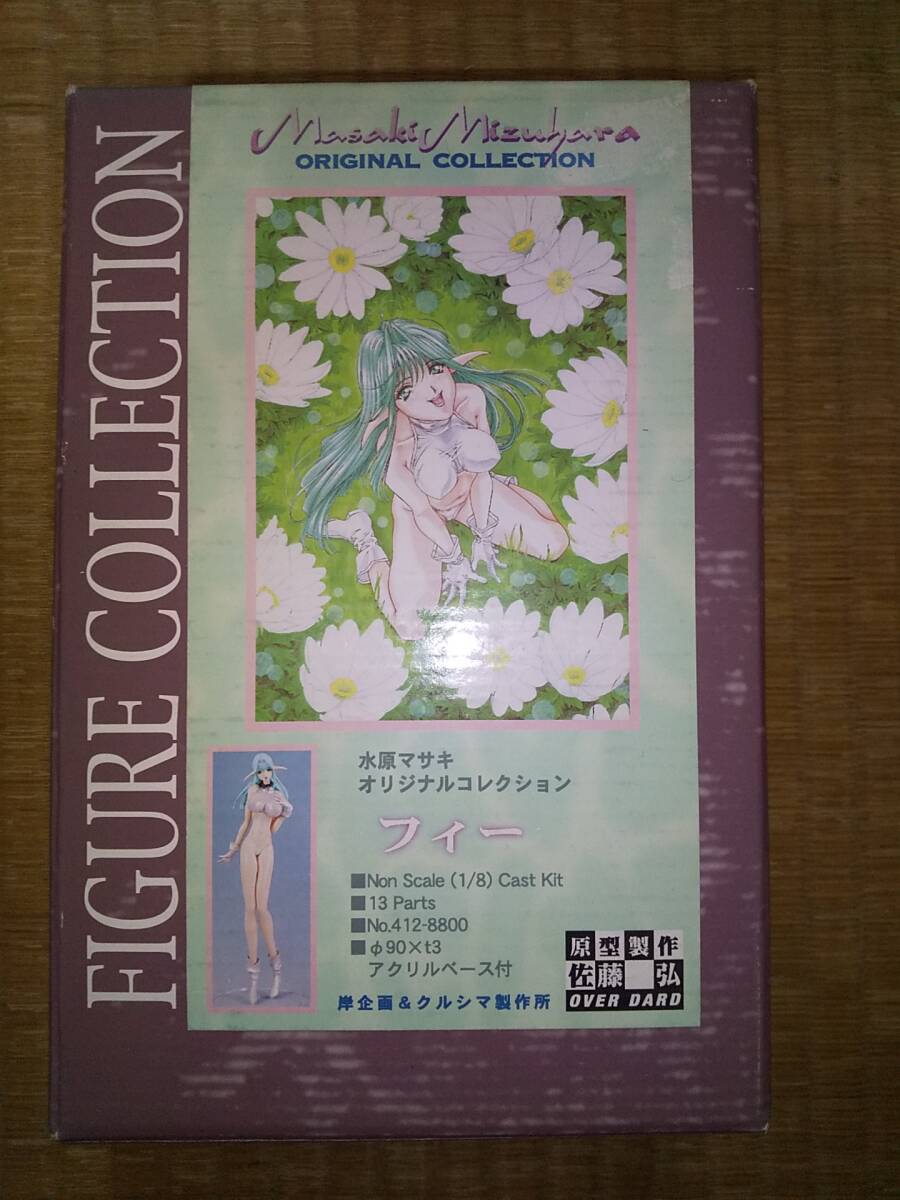 FIGURE COLLECTION
Masaki Mizuhara
ORIGINAL COLLECTION
水原マサキ
オリジナルコレクション
フィー
■Non Scale (1/8) Cast Kit
■13 Parts
■No.412-8800
■φ90×t3
アクリルベース付
岸企画&クルシマ製作所
原型製作
佐藤 弘
OVER DARD